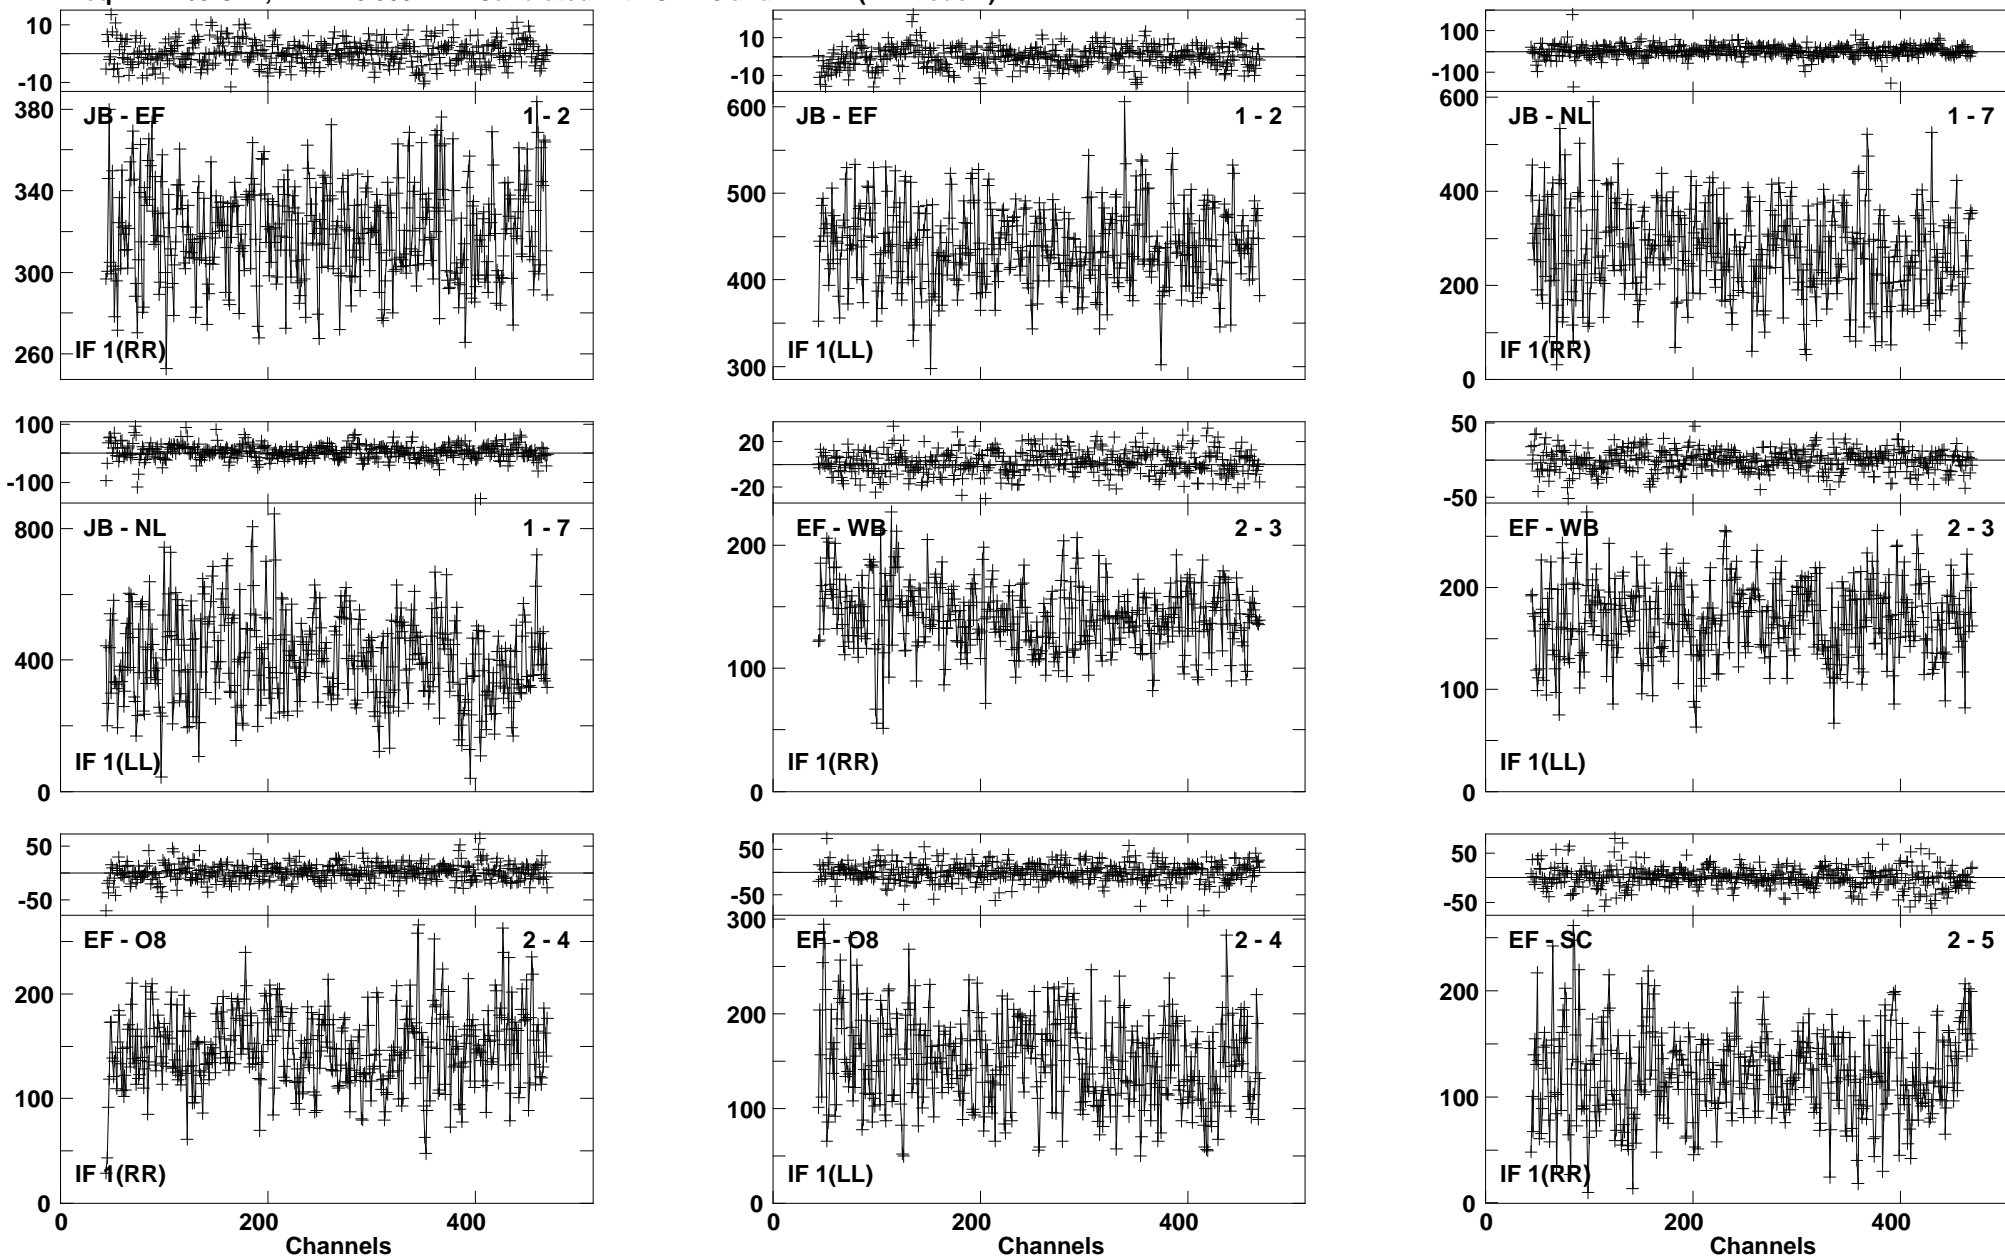 10 10 100
-10 -10 -100
380 JB - EF 1 - 2 600 JB - EF 1 - 2 600 JB - NL 1 - 7
340 500 400
300 400 200
260 IF 1(RR) 300 IF 1(LL) 0 IF 1(RR)
100 20 50
-100 -20 -50
800 JB - NL 1 - 7 200 EF - WB 2 - 3 EF - WB 2 - 3
400 100 200
100
0 IF 1(LL) 0 IF 1(RR) 0 IF 1(LL)
50 50 50
-50 -50 -50
EF - O8 2 - 4 300 EF - O8 2 - 4 EF - SC 2 - 5
200 200 200
100 100 100
0 IF 1(RR) 0 IF 1(LL) 0 IF 1(RR)
0 200 400 0 200 400 0 200 400
Channels Channels Channels